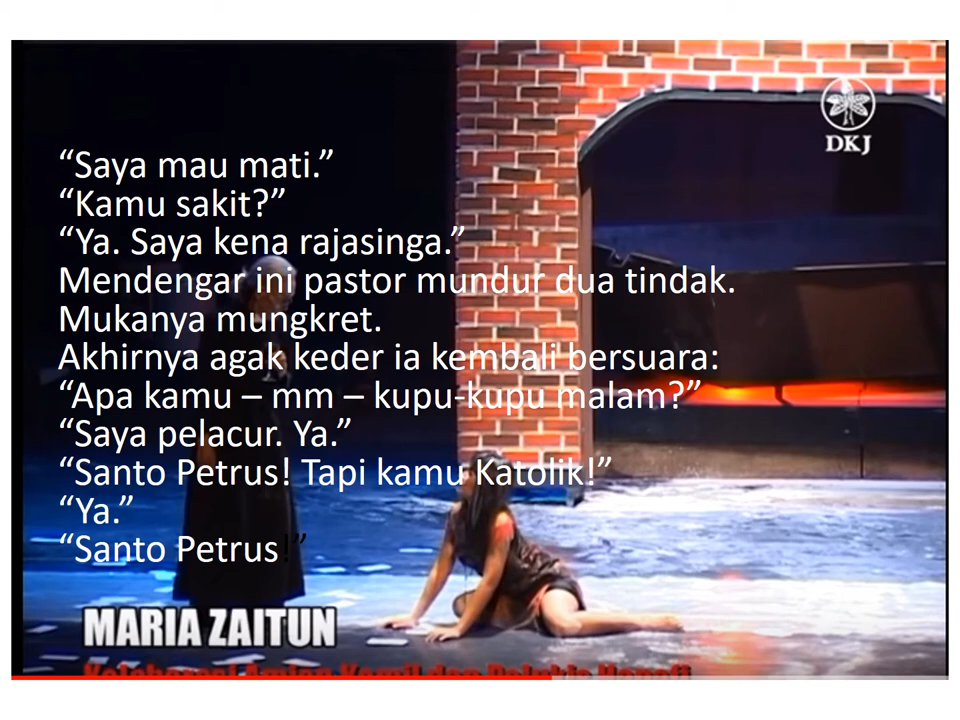 DKJ
“Saya mau mati.”
“Kamu sakit?”
“Ya. Saya kena rajasinga.”
Mendengar ini pastor mundur dua tindak.
Mukanya mungkret.
Akhirnya agak keder ia kembali bersuara:
“Apa kamu – mm – kupu-kupu malam?”
“Saya pelacur. Ya.”
“Santo Petrus! Tapi kamu Katolik!”
“Ya.”
“Santo Petrus!”
MARIA ZAITUN